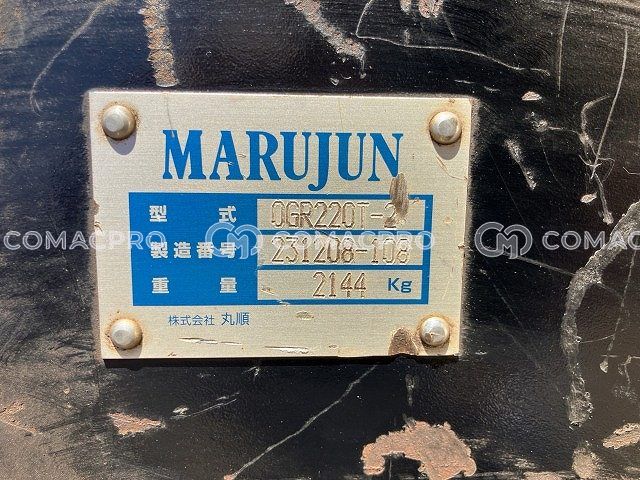 MARUJUN
型 式 OGR220T-2
製造番号 231208-108
重 量 2144 Kg
株式会社 丸順
COMACPRO
COMACPRO
COMACPRO